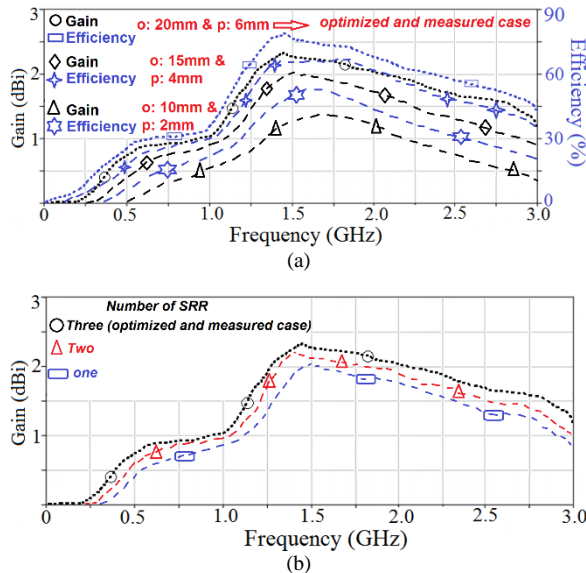 Gain o: 20mm & p: 6mm optimized and measured case
Efficiency
Gain o: 15mm &
Efficiency p: 4mm
Gain o: 10mm &
Efficiency p: 2mm
Gain (dBi)
3
2
1
0
Efficiency (%)
90
60
30
0
0 0.5 1.0 1.5 2.0 2.5 3.0
Frequency (GHz)
(a)
Number of SRR
Three (optimized and measured case)
Two
one
Gain (dBi)
3
2
1
0
0 0.5 1.0 1.5 2.0 2.5 3.0
Frequency (GHz)
(b)